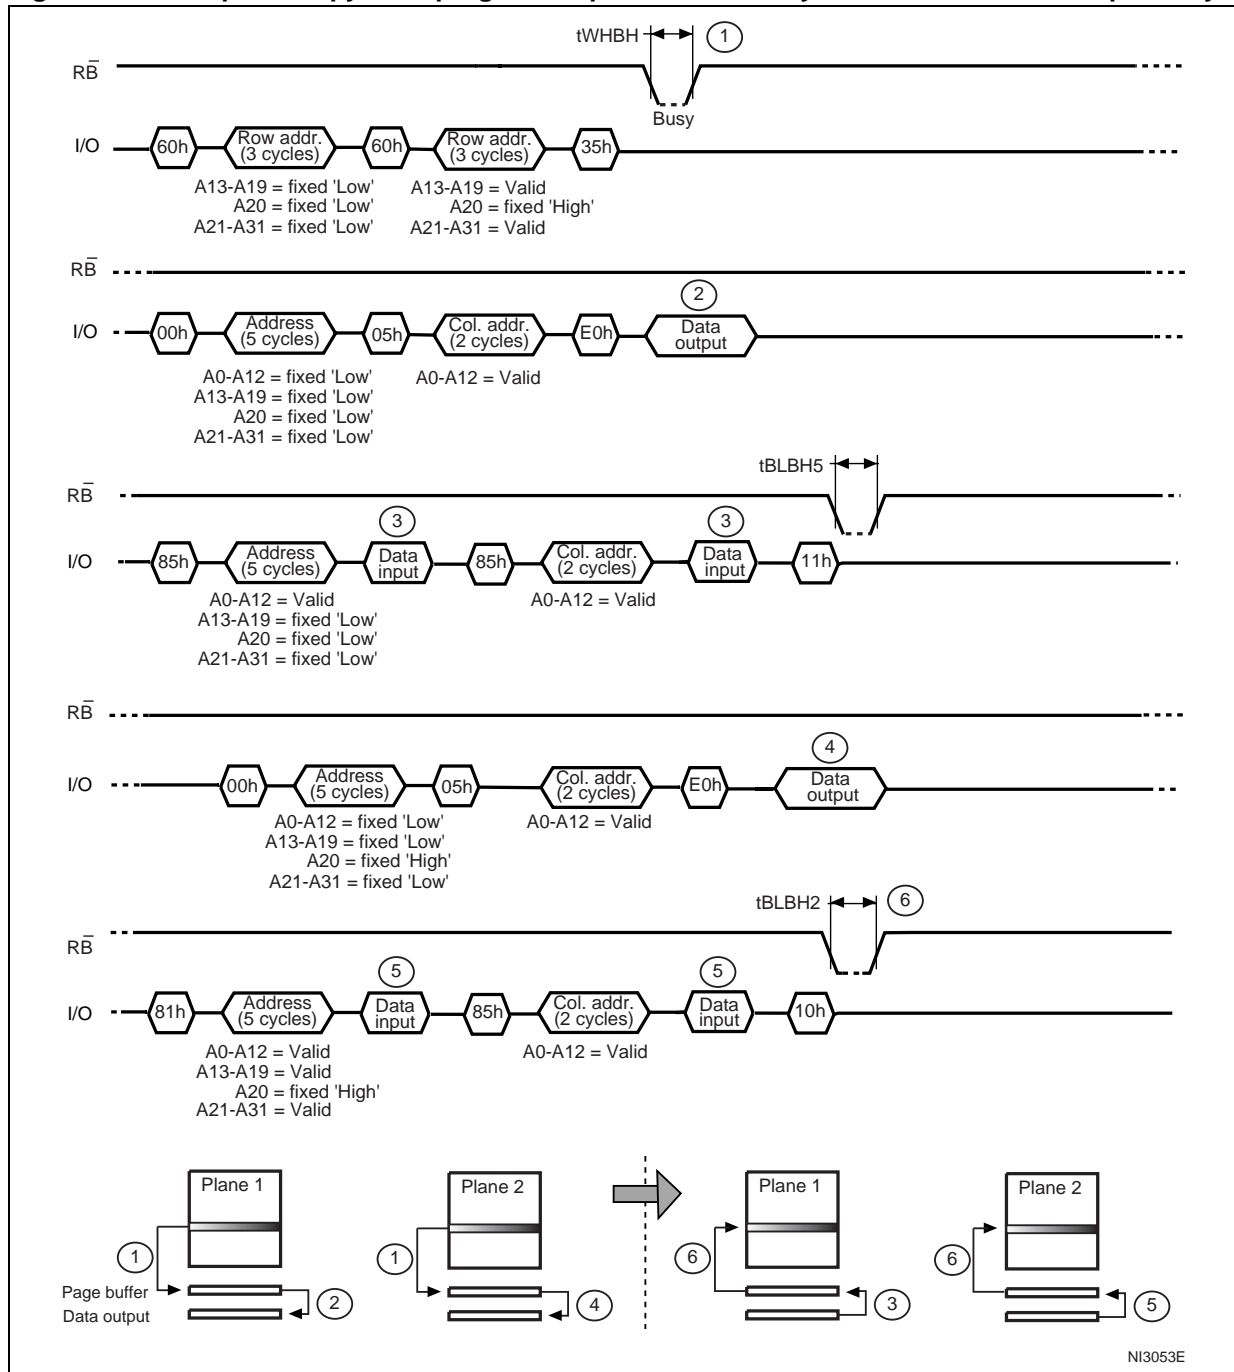 tWHBH 1
RB̄
Busy
I/O 60h Row addr. (3 cycles) 60h Row addr. (3 cycles) 35h
A13-A19 = fixed 'Low' A13-A19 = Valid
A20 = fixed 'Low' A20 = fixed 'High'
A21-A31 = fixed 'Low' A21-A31 = Valid
RB̄
2
I/O 00h Address (5 cycles) 05h Col. addr. (2 cycles) E0h Data output
A0-A12 = fixed 'Low' A0-A12 = Valid
A13-A19 = fixed 'Low'
A20 = fixed 'Low'
A21-A31 = fixed 'Low'
tBLBH5
RB̄
3 3
I/O 85h Address (5 cycles) Data input 85h Col. addr. (2 cycles) Data input 11h
A0-A12 = Valid A0-A12 = Valid
A13-A19 = fixed 'Low'
A20 = fixed 'Low'
A21-A31 = fixed 'Low'
RB̄
4
I/O 00h Address (5 cycles) 05h Col. addr. (2 cycles) E0h Data output
A0-A12 = fixed 'Low' A0-A12 = Valid
A13-A19 = fixed 'Low'
A20 = fixed 'High'
A21-A31 = fixed 'Low'
tBLBH2 6
RB̄
5 5
I/O 81h Address (5 cycles) Data input 85h Col. addr. (2 cycles) Data input 10h
A0-A12 = Valid A0-A12 = Valid
A13-A19 = Valid
A20 = fixed 'High'
A21-A31 = Valid
Plane 1 Plane 2 Plane 1 Plane 2
1 1 6 6
Page buffer
2 4 3 5
Data output
NI3053E